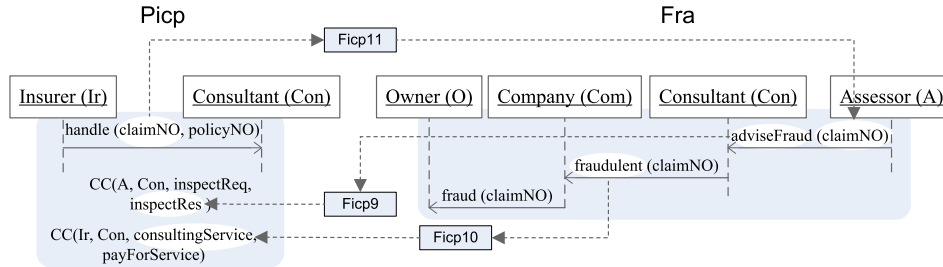 Picp
Fra
Ficp11
Insurer (Ir)
Consultant (Con)
Owner (O)
Company (Com)
Consultant (Con)
Assessor (A)
handle (claimNO, policyNO)
adviseFraud (claimNO)
fraudulent (claimNO)
CC(A, Con, inspectReq,
inspectRes )
Ficp9
fraud (claimNO)
CC(Ir, Con, consultingService,
payForService)
Ficp10